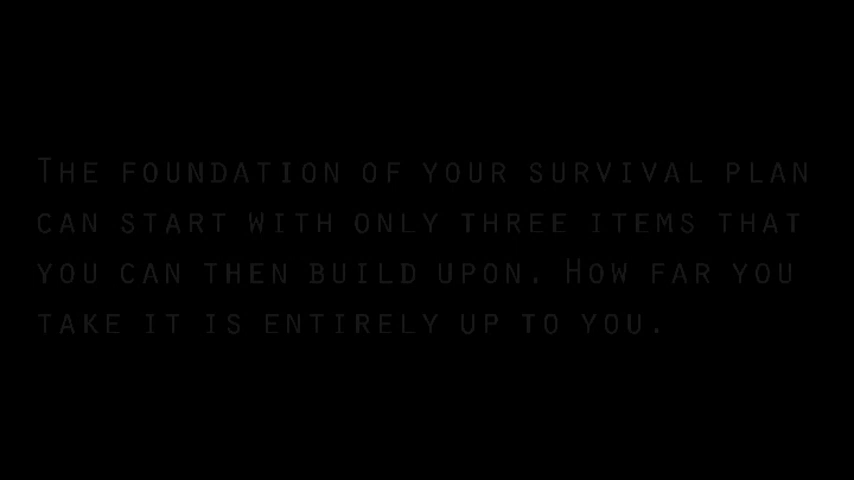 The foundation of your survival plan
can start with only three items that
you can then build upon. How far you
take it is entirely up to you.